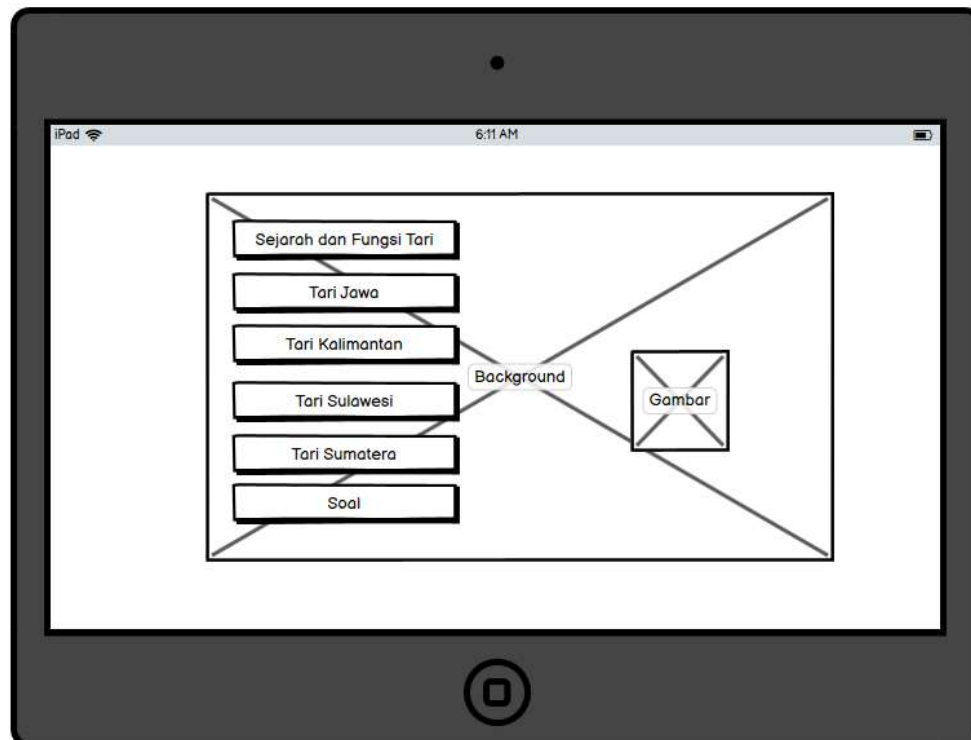 iPad
6:11 AM
Sejarah dan Fungsi Tari
Tari Jawa
Tari Kalimantan
Background
Tari Sulawesi
Gambar
Tari Sumatera
Soal